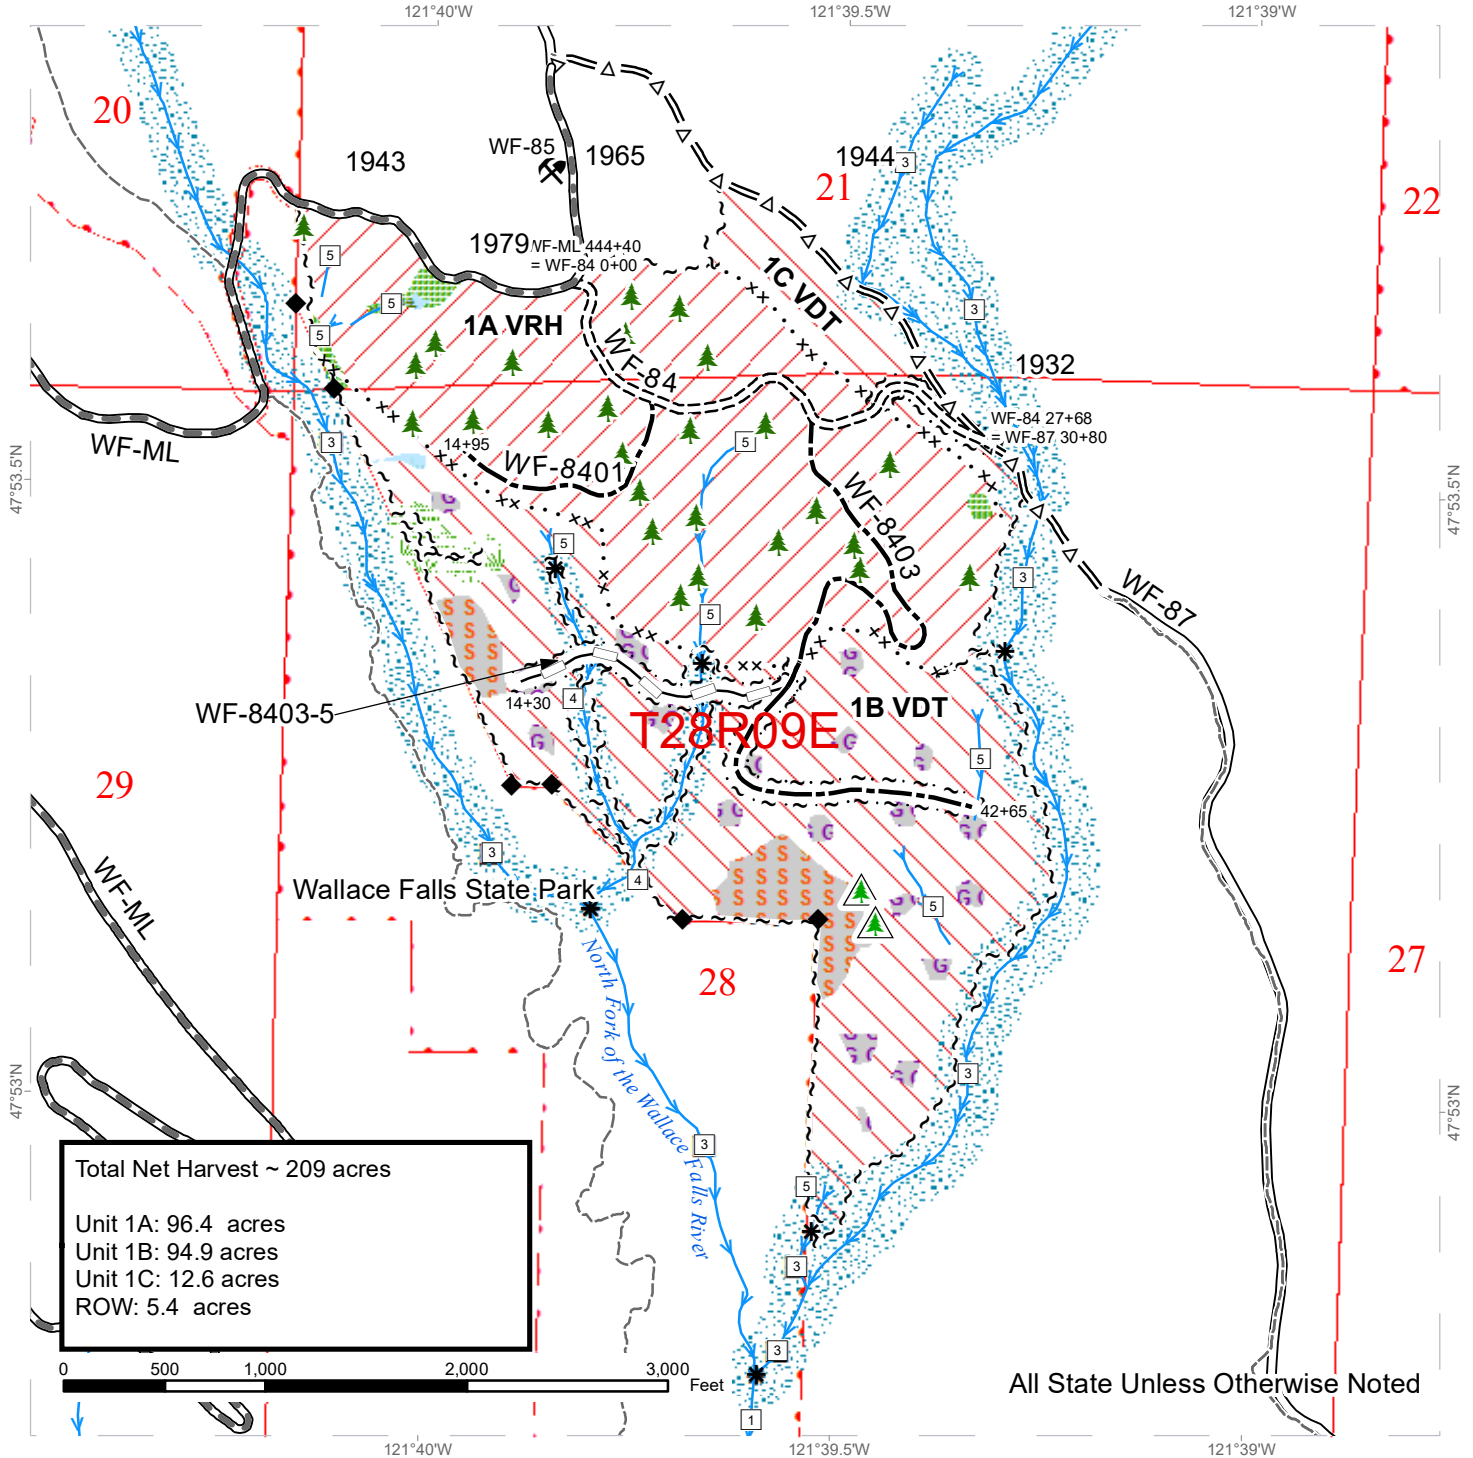 121°40'W
121°39.5'W
121°39'W
20
1943
WF-85
1965
1944
3
21
22
1979
WF-ML 444+40
= WF-84 0+00
5
5
5
1C VDT
3
1A VRH
WF-84
1932
WF-ML
3
14+95
WF-8401
5
WF-84 27+68
= WF-87 30+80
47°53.5'N
47°53.5'N
G
WF-8403
5
3
WF-87
G
S
5
G
G
WF-8403-5
14+30
4
1B VDT
T28R09E
G
G
G
5
29
42+65
G G
G
G
G
3
WF-ML
Wallace Falls State Park
4
S
5
28
27
G
North Fork of the Wallace Falls River
G
3
47°53'N
47°53'N
3
5
Total Net Harvest ~ 209 acres
Unit 1A: 96.4 acres
Unit 1B: 94.9 acres
Unit 1C: 12.6 acres
ROW: 5.4 acres
3
3
0 500 1,000 2,000 3,000
Feet
All State Unless Otherwise Noted
1
121°40'W
121°39.5'W
121°39'W